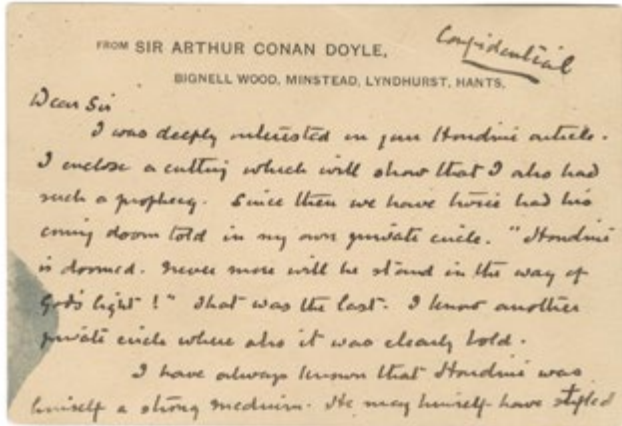 Confidential
FROM SIR ARTHUR CONAN DOYLE,
BIGNELL WOOD, MINSTEAD, LYNDHURST, HANTS.
Dear Sir
I was deeply interested in your Houdini article.
I enclose a cutting which will show that I also had
such a prophecy. Since then we have twice had his
coming doom told in my own private circle. "Houdini
is doomed. Never more will he stand in the way of
God's light!" That was the last. I know another
private circle where also it was clearly told.
I have always known that Houdini was
himself a strong medium. He may himself have styled